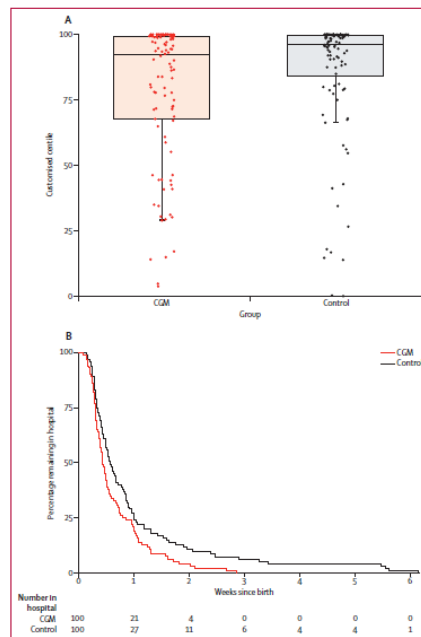 A
100
75
50
25
0
Customised centile
CGM
Control
Group
B
CGM
Control
100
75
50
25
0
Percentage remaining in hospital
0 1 2 3 4 5 6
Weeks since birth
Number in
hospital
CGM 100 21 4 0 0 0 0
Control 100 27 11 6 4 4 1